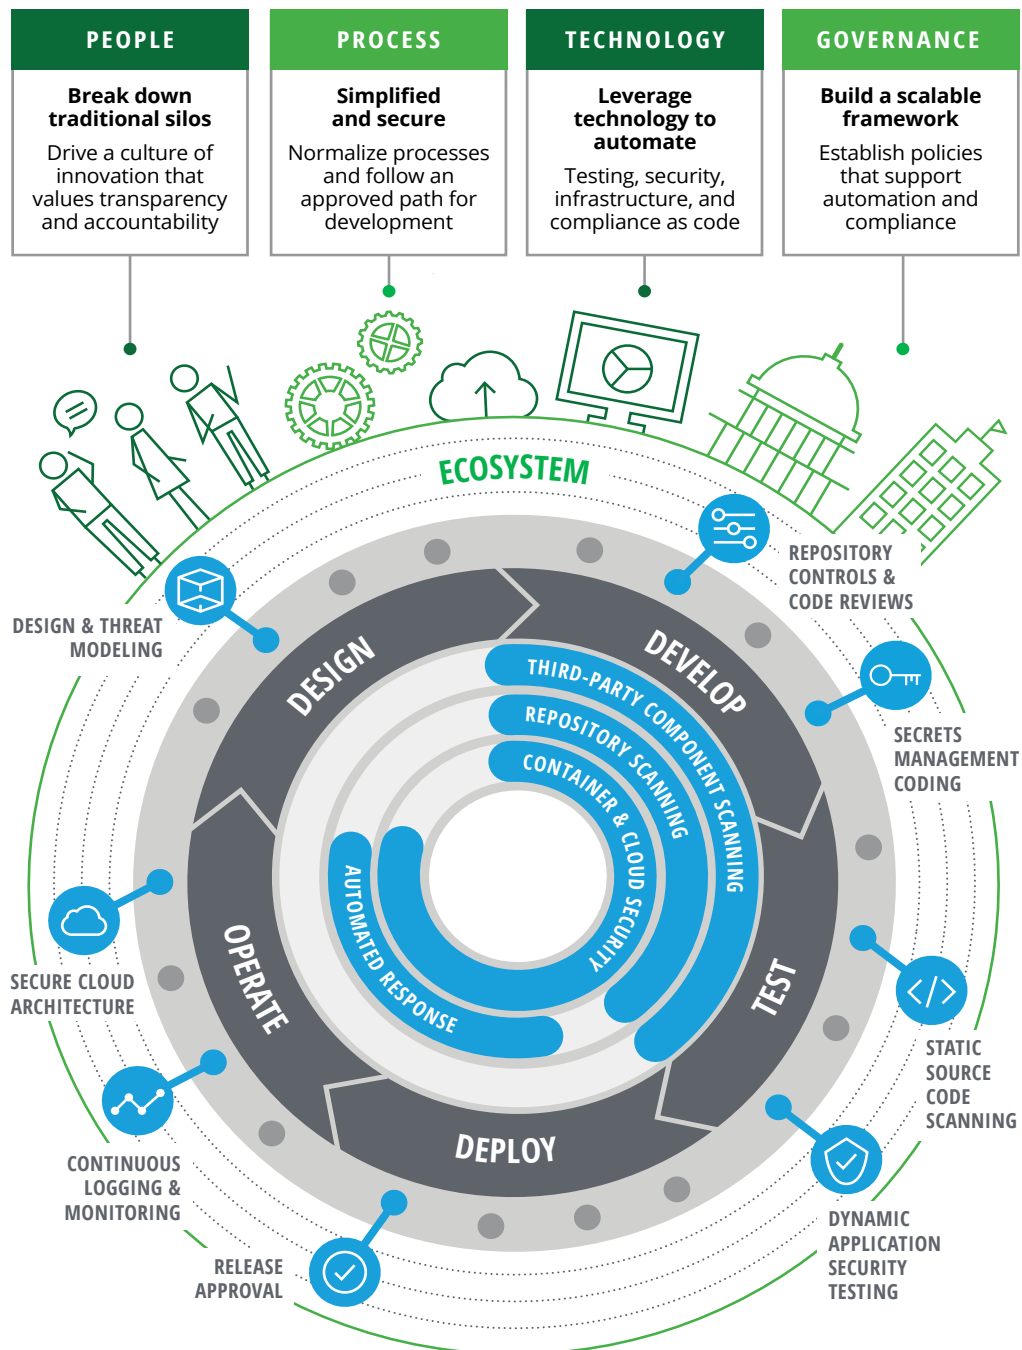 PEOPLE
Break down
traditional silos
Drive a culture of
innovation that
values transparency
and accountability
PROCESS
Simplified
and secure
Normalize processes
and follow an
approved path for
development
TECHNOLOGY
Leverage
technology to
automate
Testing, security,
infrastructure, and
compliance as code
GOVERNANCE
Build a scalable
framework
Establish policies
that support
automation and
compliance
ECOSYSTEM
DESIGN & THREAT
MODELING
REPOSITORY
CONTROLS &
CODE REVIEWS
SECRETS
MANAGEMENT
CODING
STATIC
SOURCE
CODE
SCANNING
DYNAMIC
APPLICATION
SECURITY
TESTING
RELEASE
APPROVAL
CONTINUOUS
LOGGING &
MONITORING
SECURE CLOUD
ARCHITECTURE
DESIGN
DEVELOP
TEST
DEPLOY
OPERATE
THIRD-PARTY COMPONENT SCANNING
REPOSITORY SCANNING
CONTAINER & CLOUD SECURITY
AUTOMATED RESPONSE